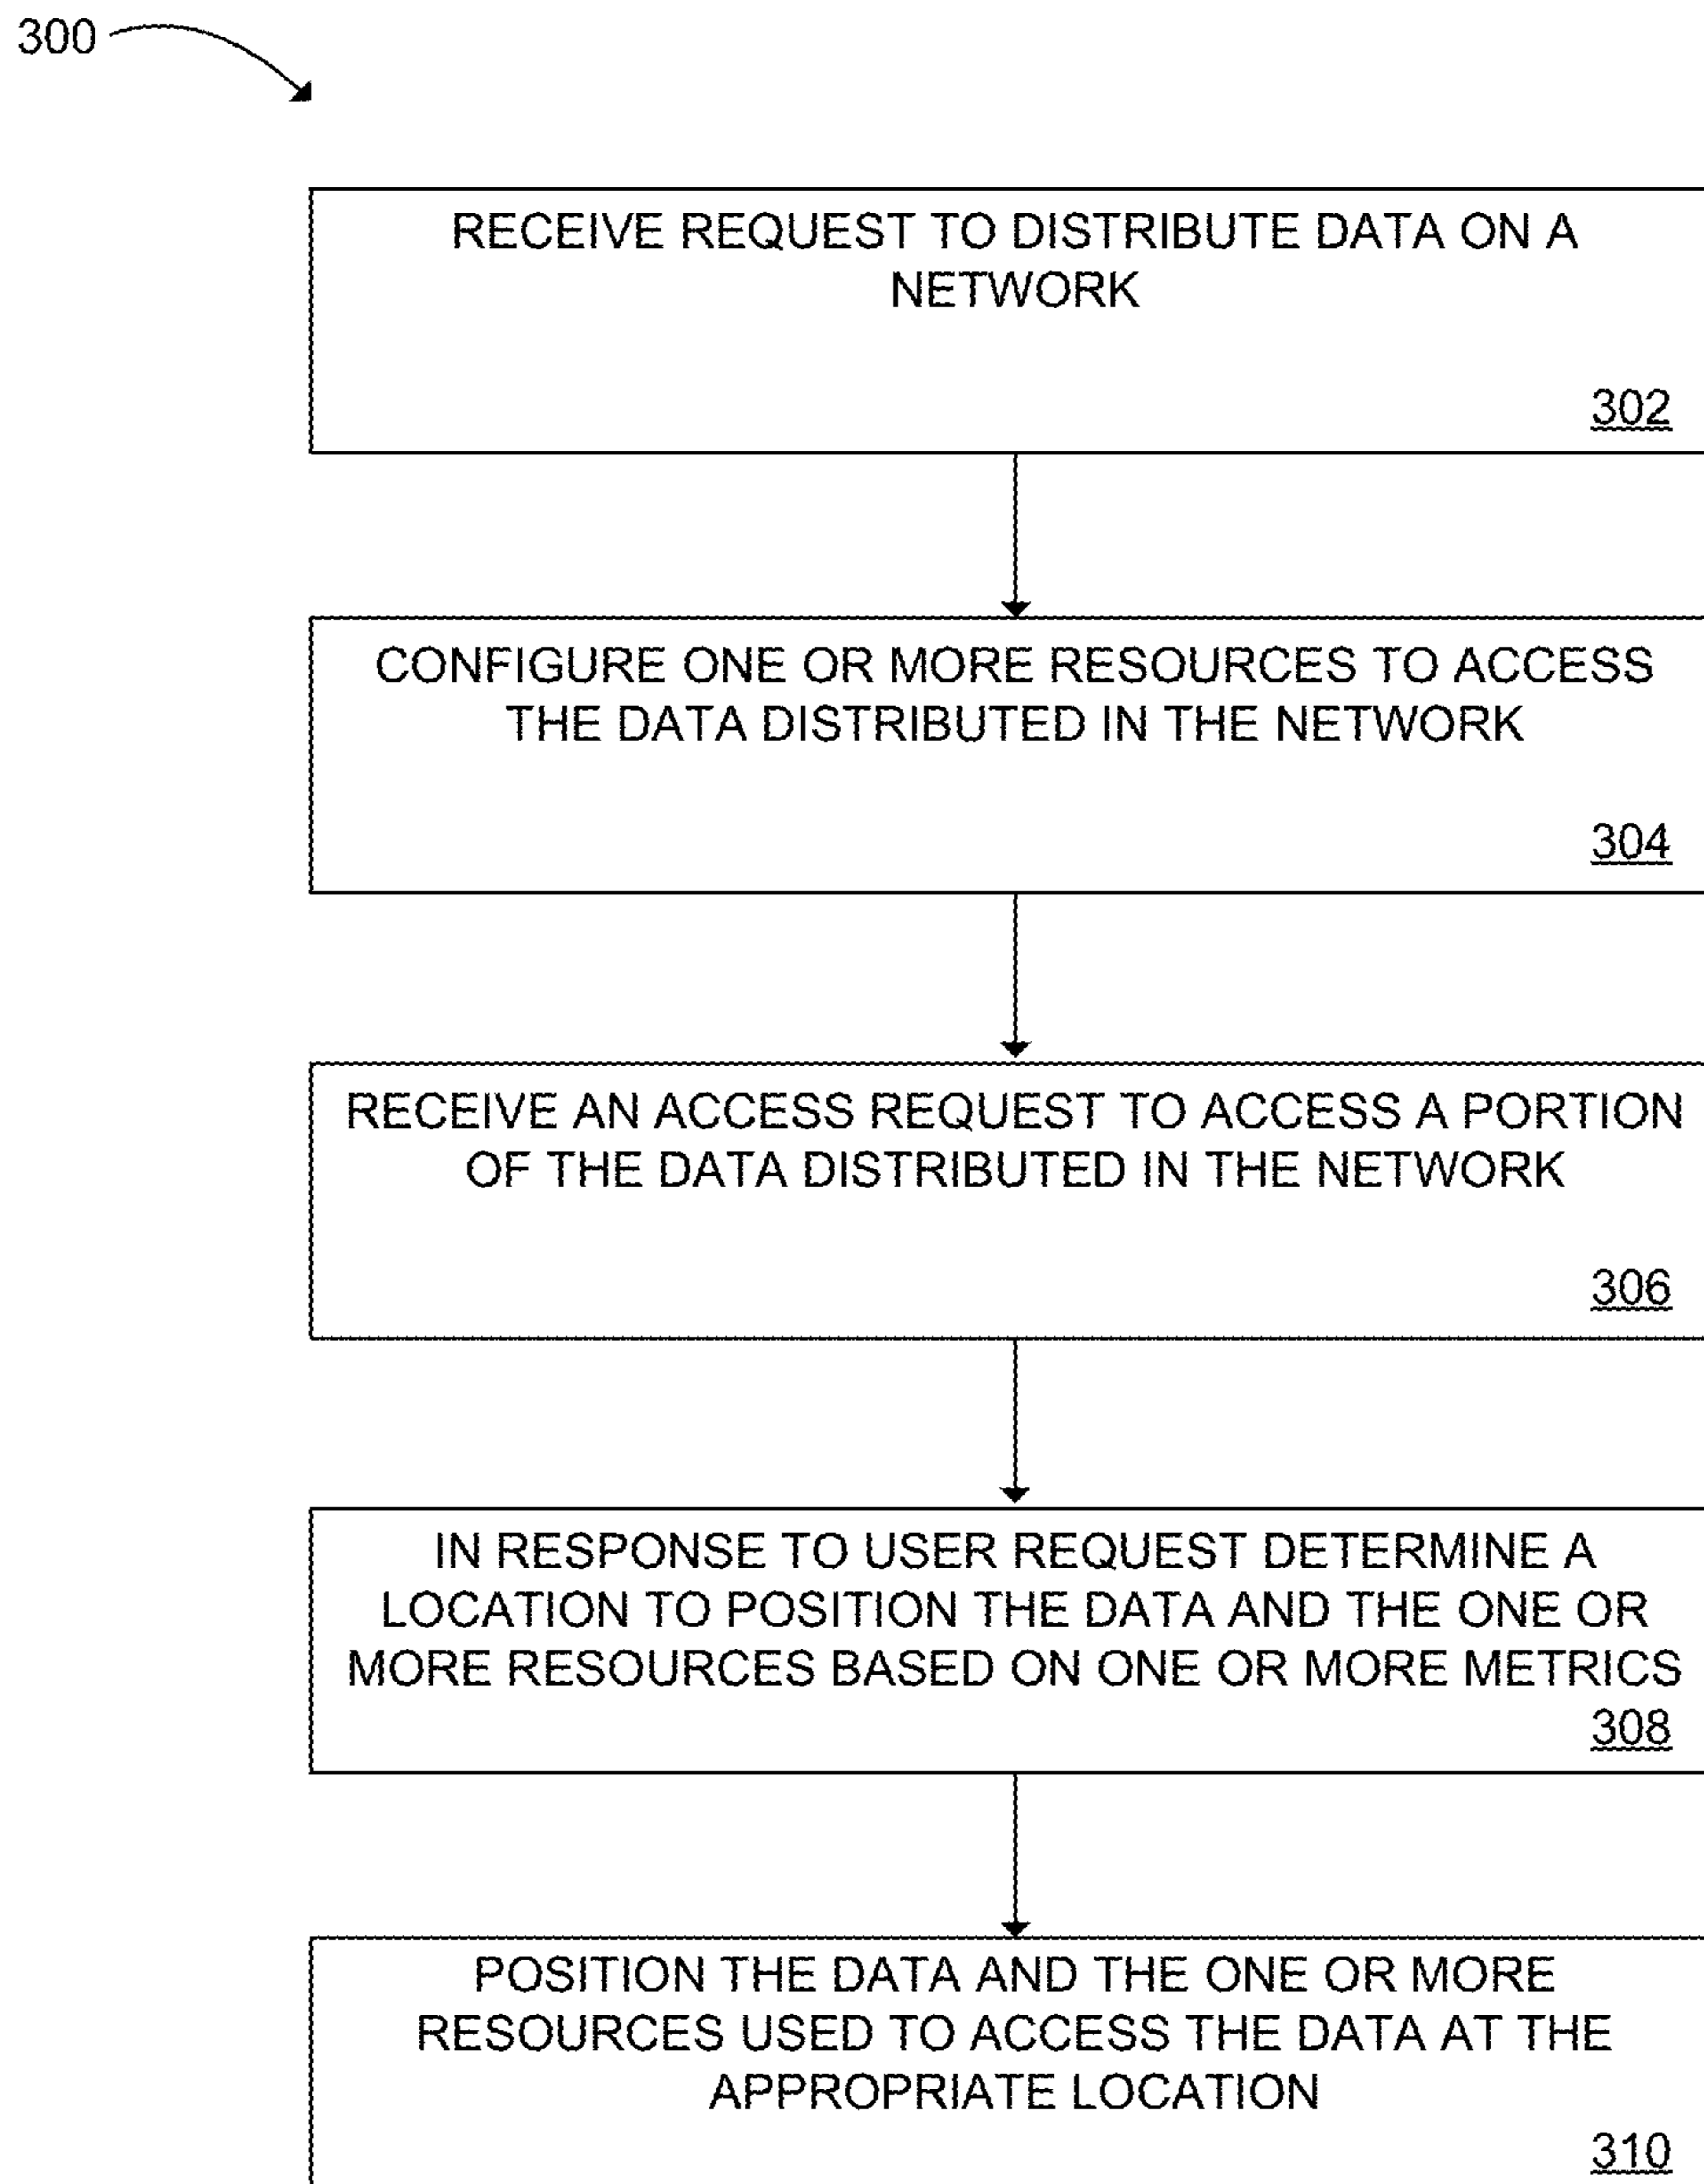 300
RECEIVE REQUEST TO DISTRIBUTE DATA ON A
NETWORK
302
CONFIGURE ONE OR MORE RESOURCES TO ACCESS
THE DATA DISTRIBUTED IN THE NETWORK
304
RECEIVE AN ACCESS REQUEST TO ACCESS A PORTION
OF THE DATA DISTRIBUTED IN THE NETWORK
306
IN RESPONSE TO USER REQUEST DETERMINE A
LOCATION TO POSITION THE DATA AND THE ONE OR
MORE RESOURCES BASED ON ONE OR MORE METRICS
308
POSITION THE DATA AND THE ONE OR MORE
RESOURCES USED TO ACCESS THE DATA AT THE
APPROPRIATE LOCATION
310